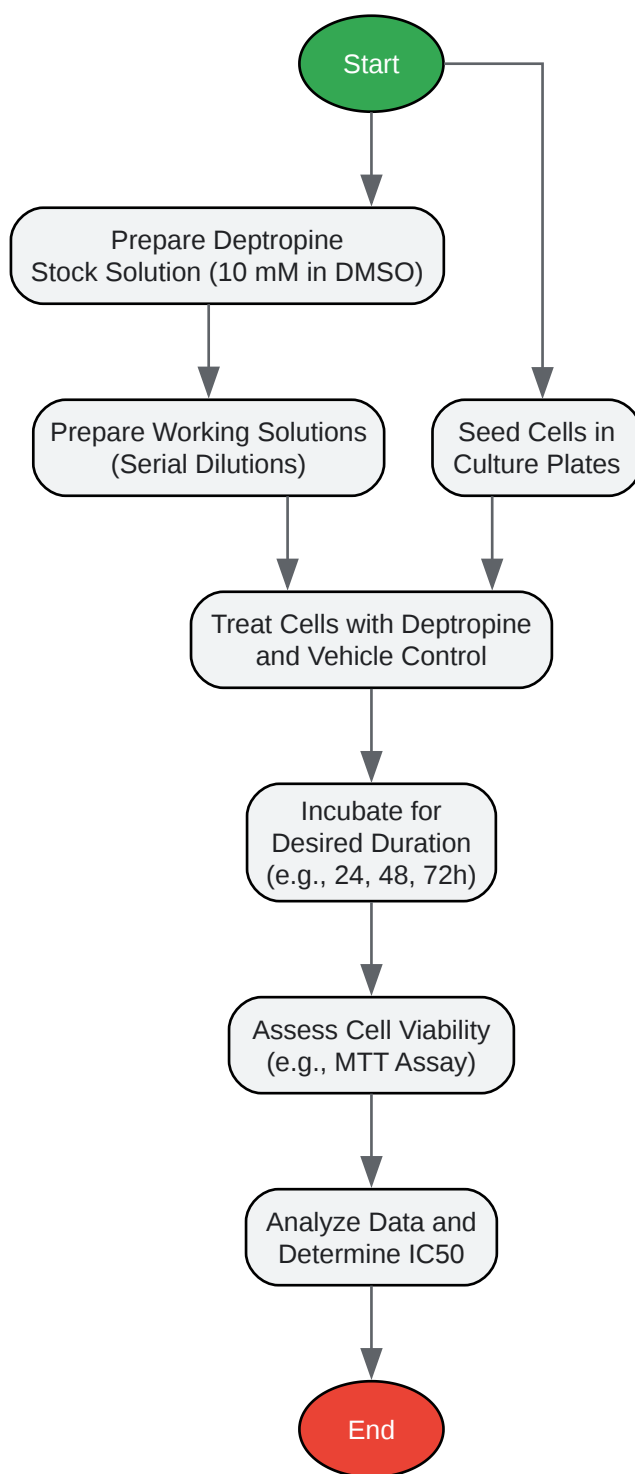 Start
Prepare Deptropine
Stock Solution (10 mM in DMSO)
Prepare Working Solutions
(Serial Dilutions)
Seed Cells in
Culture Plates
Treat Cells with Deptropine
and Vehicle Control
Incubate for
Desired Duration
(e.g., 24, 48, 72h)
Assess Cell Viability
(e.g., MTT Assay)
Analyze Data and
Determine IC50
End